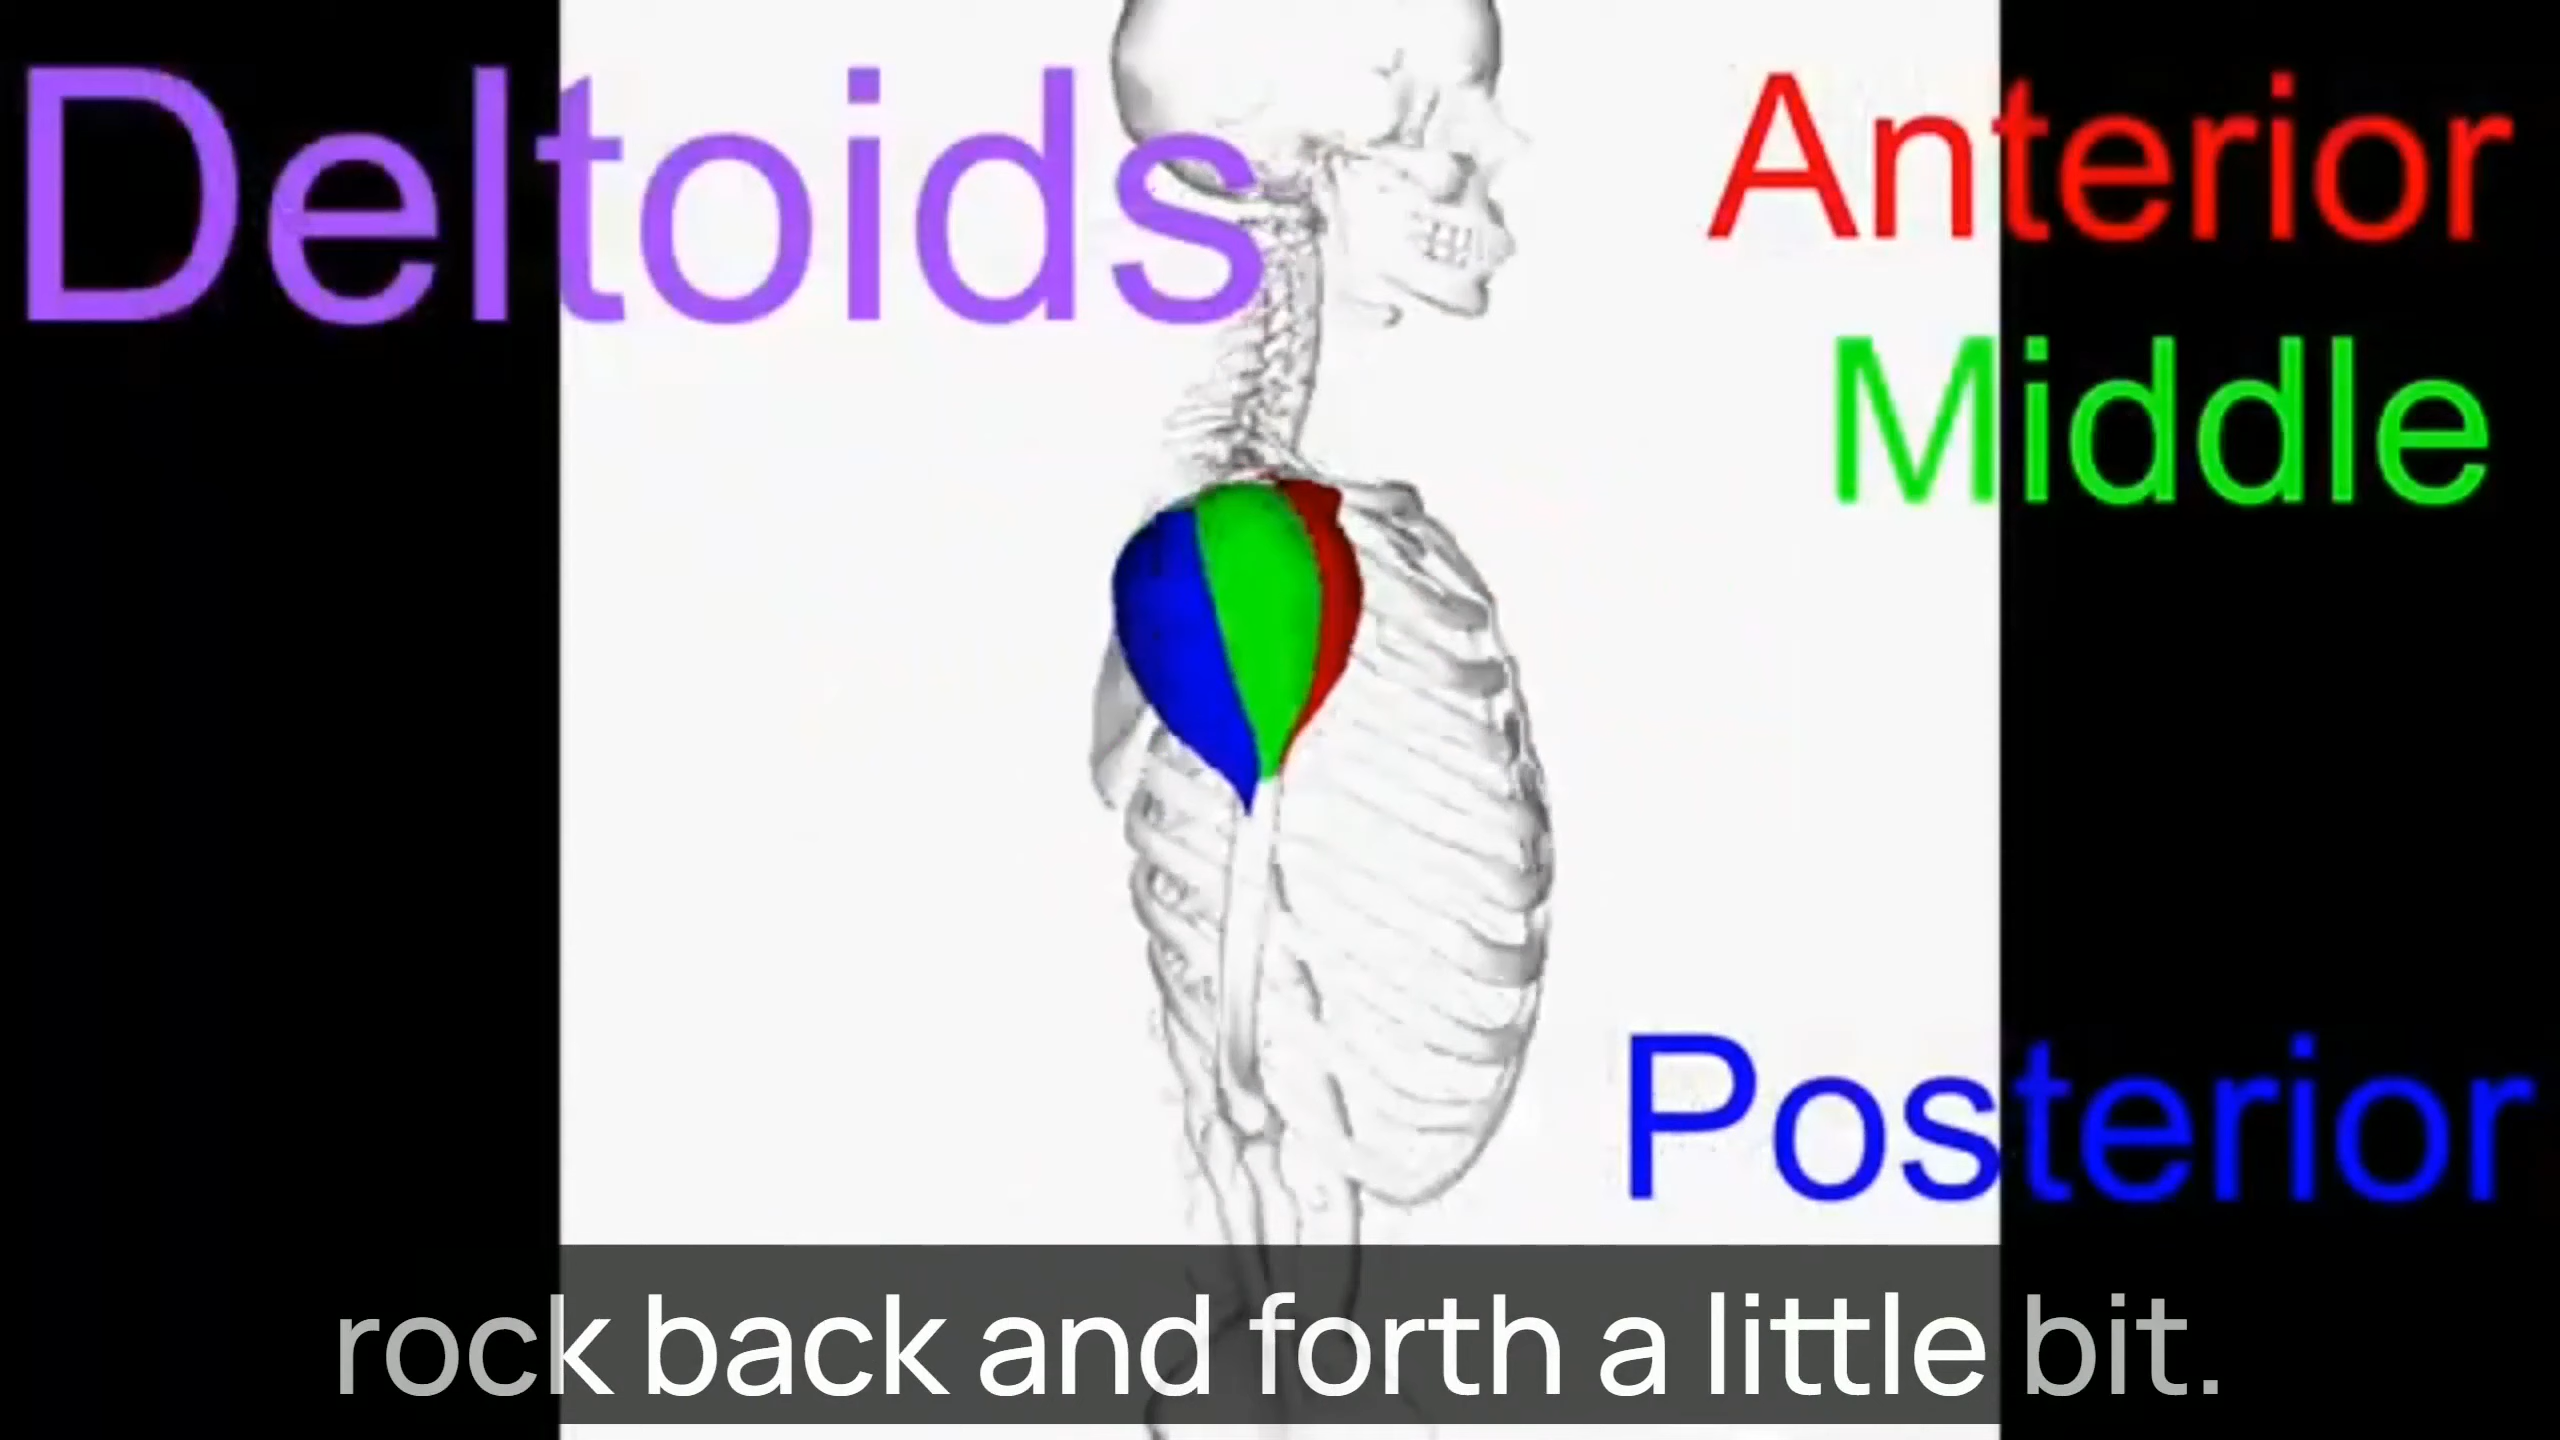 Deltoids
Anterior
Middle
Posterior
rock back and forth a little bit.